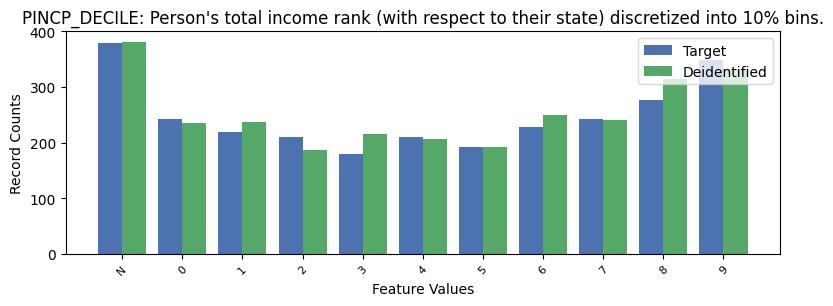 PINCP_DECILE: Person's total income rank (with respect to their state) discretized into 10% bins.
400
300
200
100
0
Record Counts
Target
Deidentified
N 0 1 2 3 4 5 6 7 8 9
Feature Values